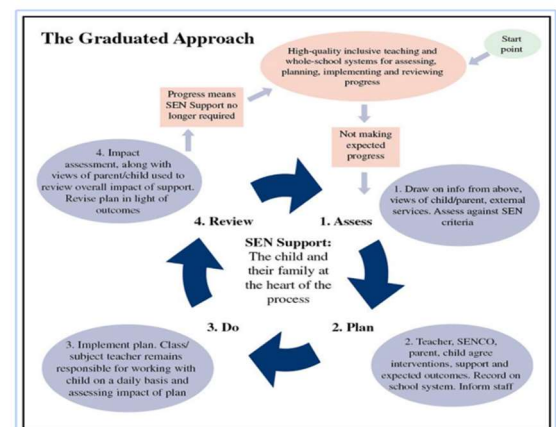 The Graduated Approach
Start
point
High-quality inclusive teaching and
whole-school systems for assessing,
planning, implementing and reviewing
progress
Progress means
SEN Support no
longer required
Not making
expected
progress
4. Impact
assessment, along with
views of parent/child used to
review overall impact of support.
Revise plan in light of
outcomes
1. Draw on info from above,
views of child/parent, external
services. Assess against SEN
criteria
4. Review
1. Assess
SEN Support:
The child and
their family at
the heart of the
process
3. Do
2. Plan
3. Implement plan. Class/
subject teacher remains
responsible for working with
child on a daily basis and
assessing impact of plan
2. Teacher, SENCO,
parent, child agree
interventions, support and
expected outcomes. Record on
school system. Inform staff